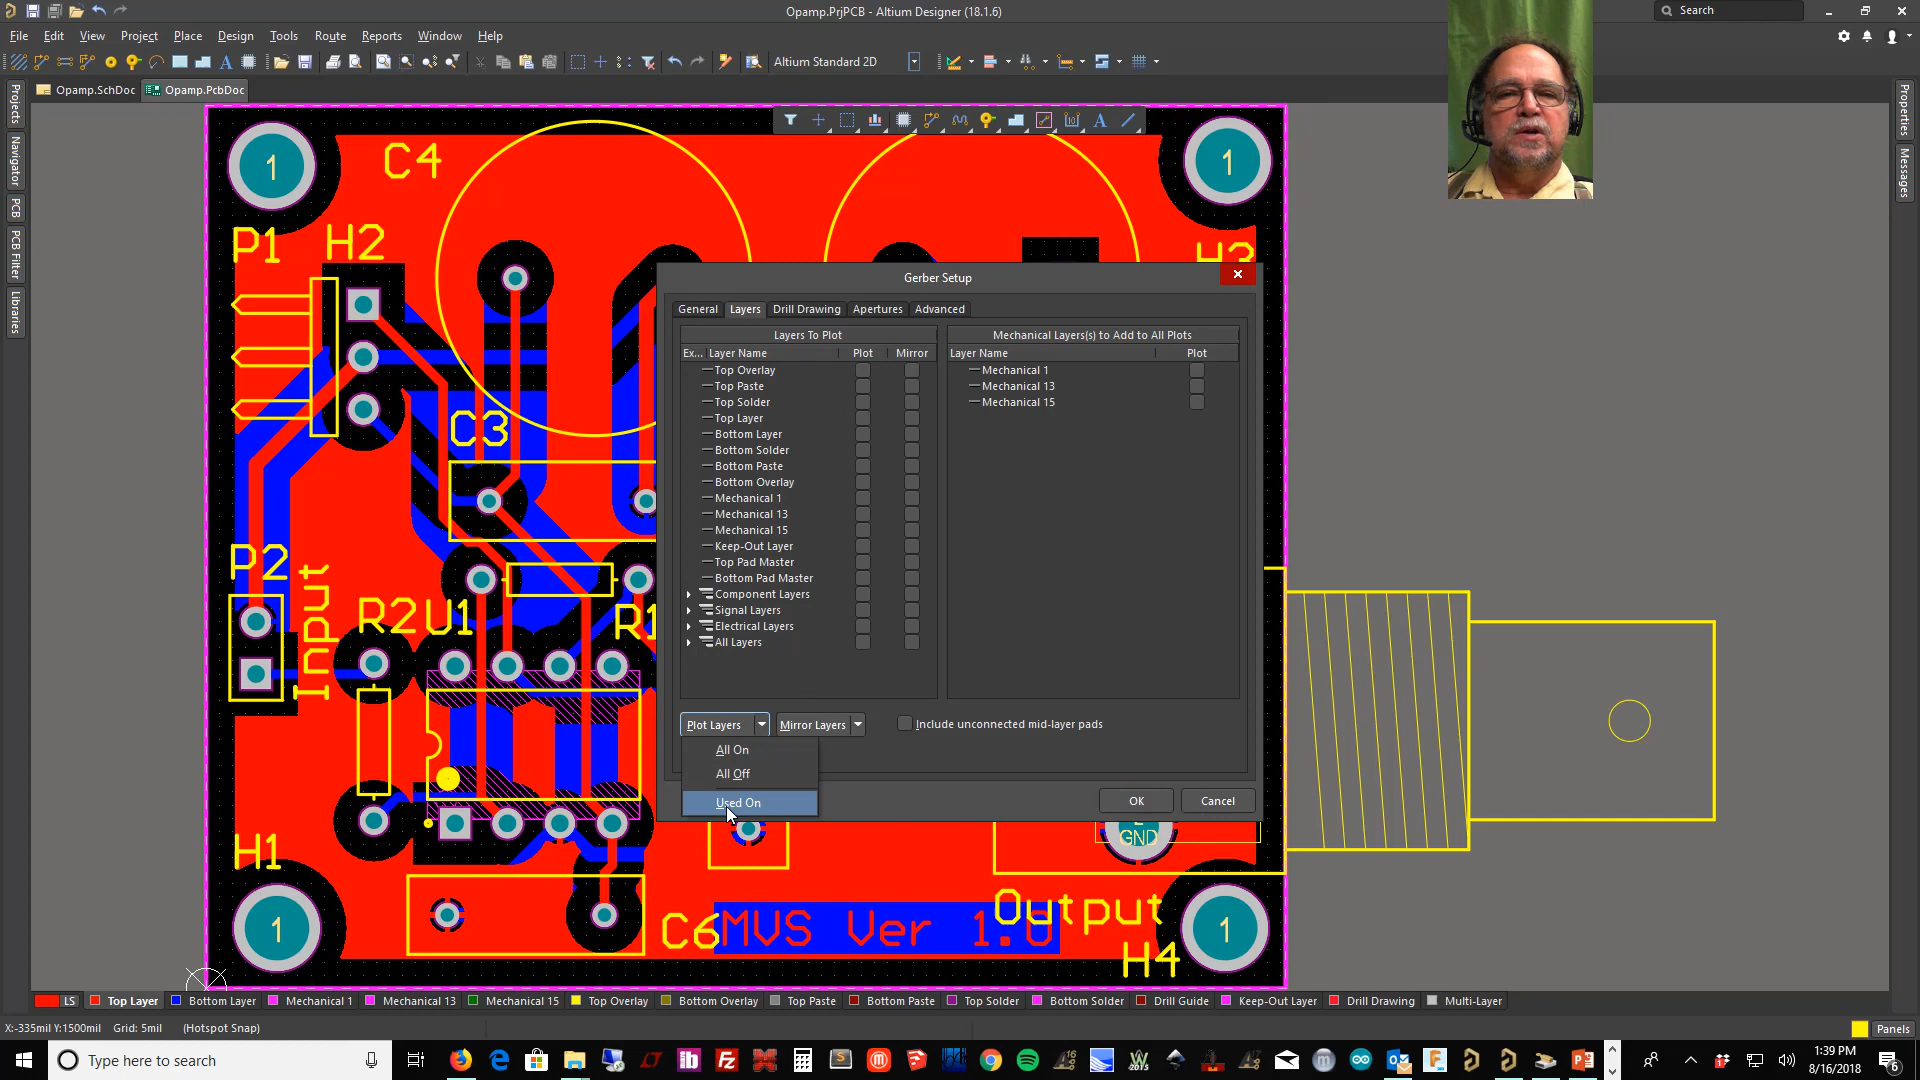 Opamp.PrjPCB - Altium Designer (18.1.6)
Search
File Edit View Project Place Design Tools Route Reports Window Help
Altium Standard 2D
Opamp.SchDoc
Opamp.PcbDoc
Projects
Navigator
PCB
PCB Filter
Libraries
Properties
Messages
1
C4
1
P1
H2
H3
C3
P2
Input
R2
U1
R1
H1
1
C6
MVS Ver 1.0
Output
H4
1
GND
Gerber Setup
General Layers Drill Drawing Apertures Advanced
Layers To Plot
Ex... Layer Name Plot Mirror
Top Overlay
Top Paste
Top Solder
Top Layer
Bottom Layer
Bottom Solder
Bottom Paste
Bottom Overlay
Mechanical 1
Mechanical 13
Mechanical 15
Keep-Out Layer
Top Pad Master
Bottom Pad Master
Component Layers
Signal Layers
Electrical Layers
All Layers
Mechanical Layers(s) to Add to All Plots
Layer Name Plot
Mechanical 1
Mechanical 13
Mechanical 15
Plot Layers
Mirror Layers
Include unconnected mid-layer pads
All On
All Off
Used On
OK
Cancel
LS Top Layer Bottom Layer Mechanical 1 Mechanical 13 Mechanical 15 Top Overlay Bottom Overlay Top Paste Bottom Paste Top Solder Bottom Solder Drill Guide Keep-Out Layer Drill Drawing Multi-Layer
X:-335mil Y:1500mil Grid: 5mil (Hotspot Snap)
Panels
Type here to search
1:39 PM
8/16/2018
6